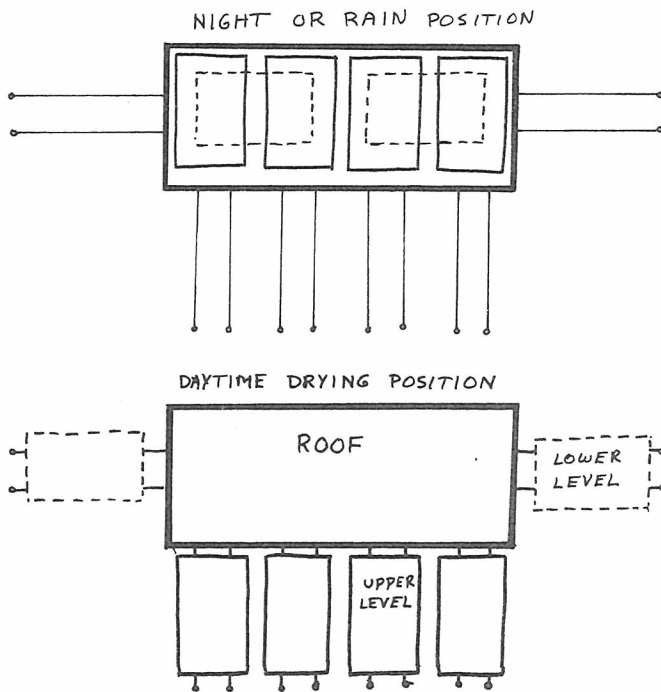 NIGHT OR RAIN POSITION
DAYTIME DRYING POSITION
ROOF
LOWER
LEVEL
UPPER
LEVEL